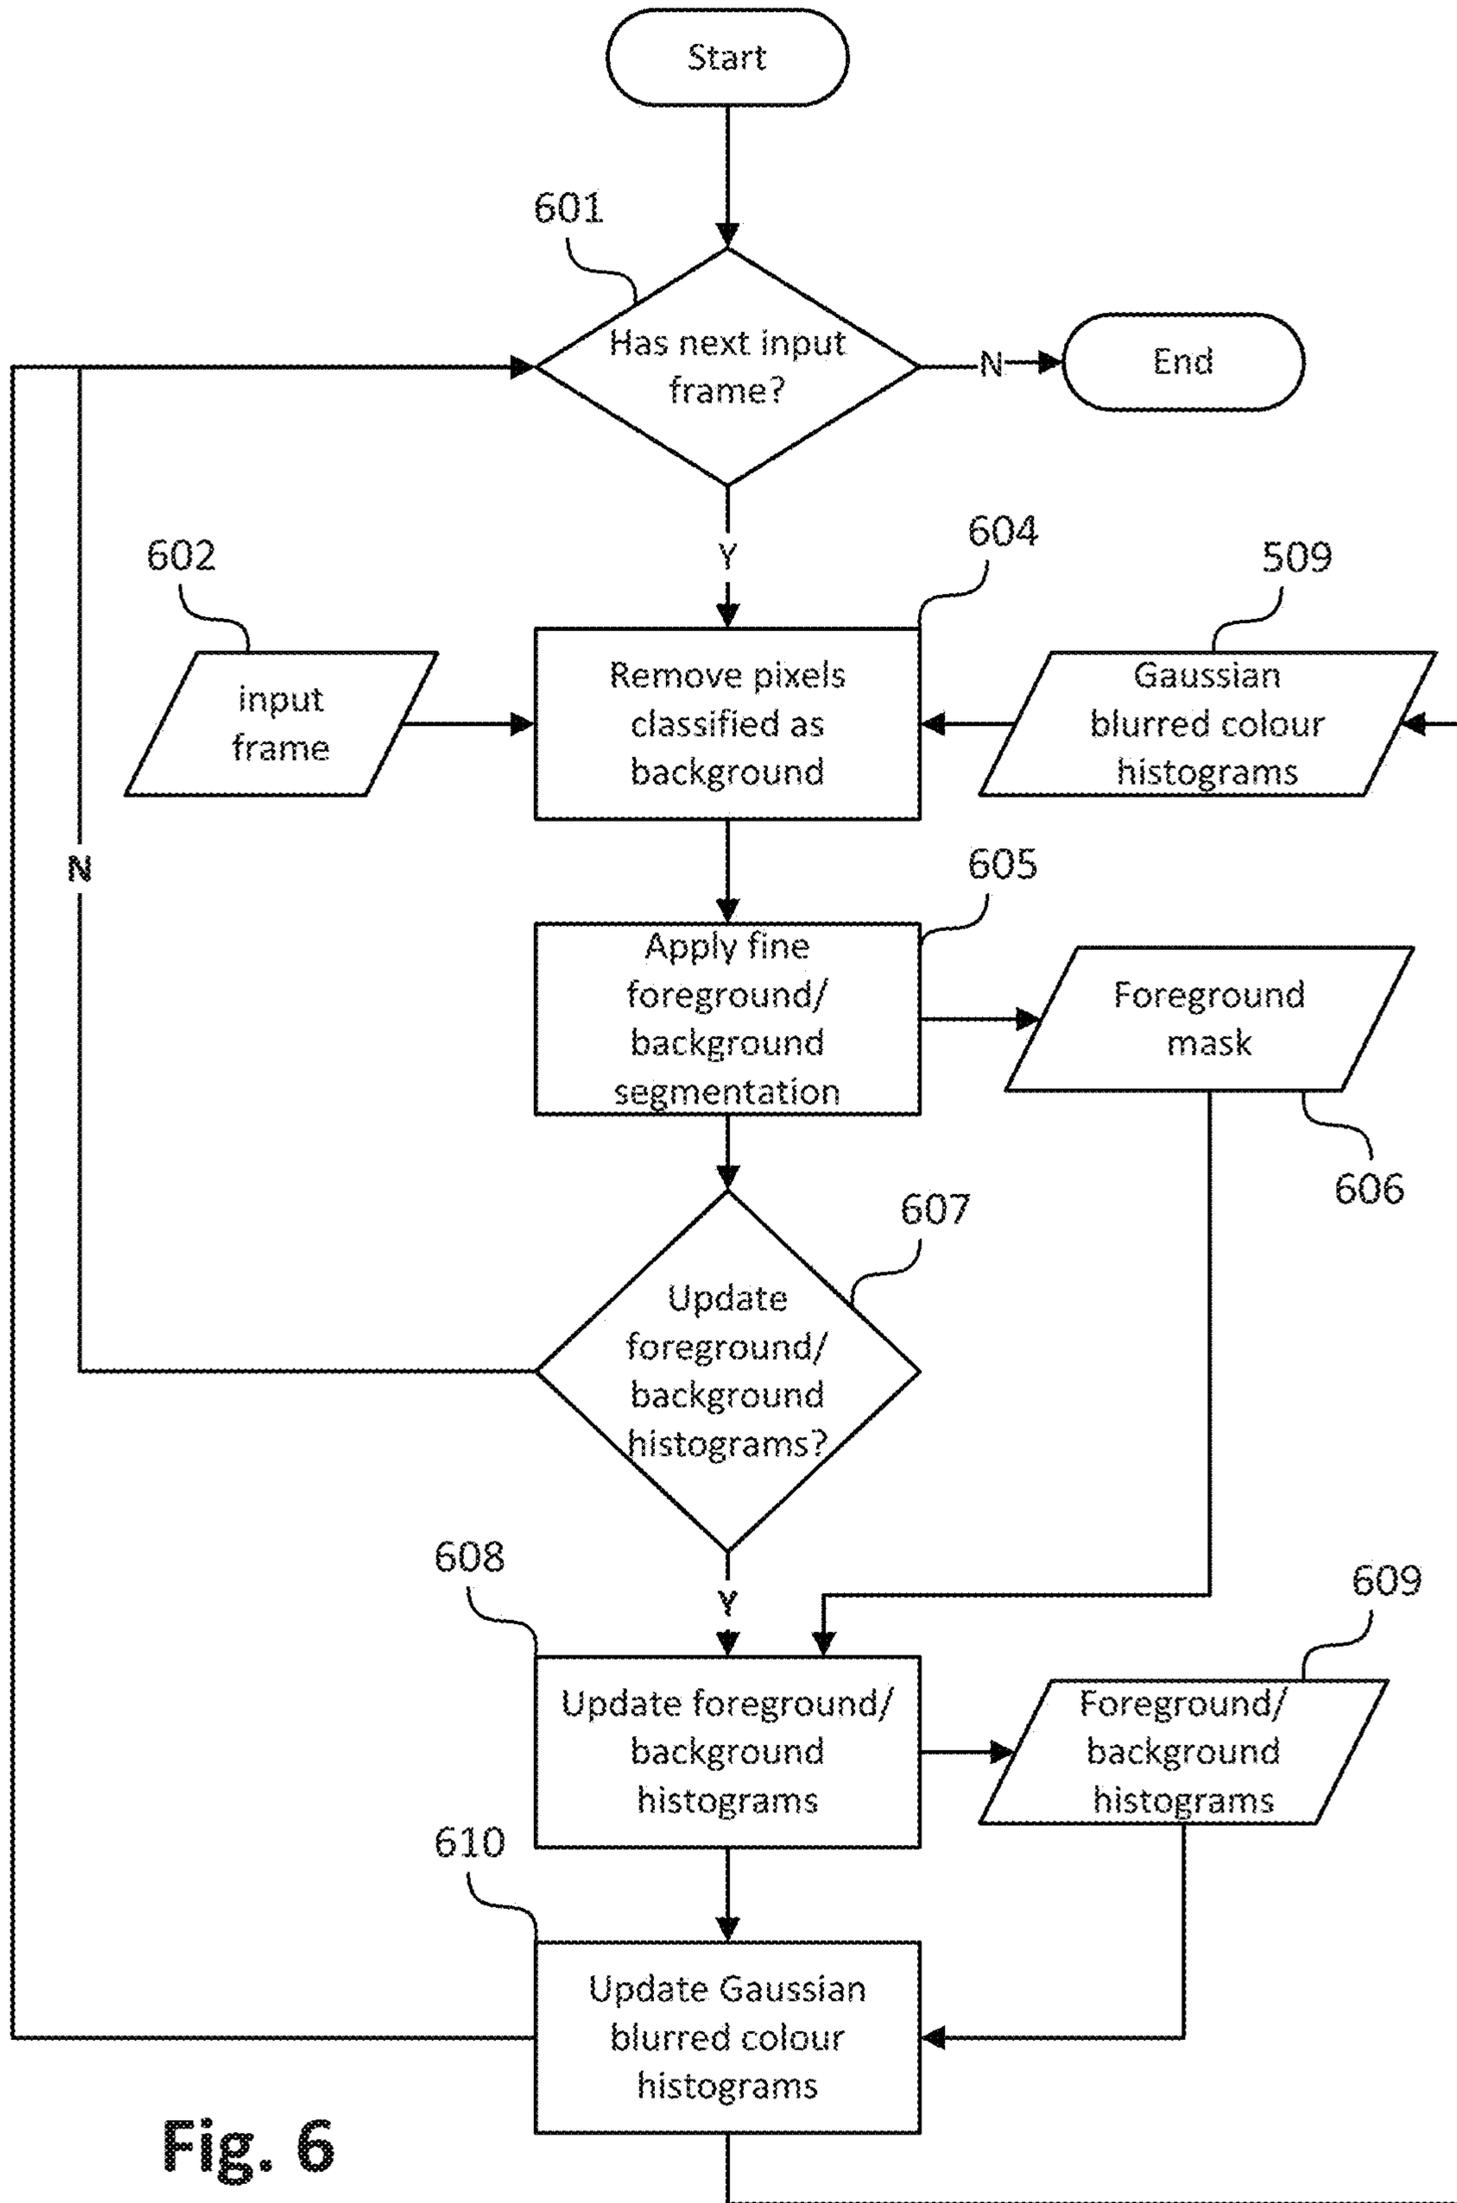 Start
601
Has next input
frame?
N
End
Y
602
604
509
input
frame
Remove pixels
classified as
background
Gaussian
blurred colour
histograms
N
605
Apply fine
foreground/
background
segmentation
Foreground
mask
606
607
Update
foreground/
background
histograms?
608
Y
609
Update foreground/
background
histograms
Foreground/
background
histograms
610
Update Gaussian
blurred colour
histograms
Fig. 6